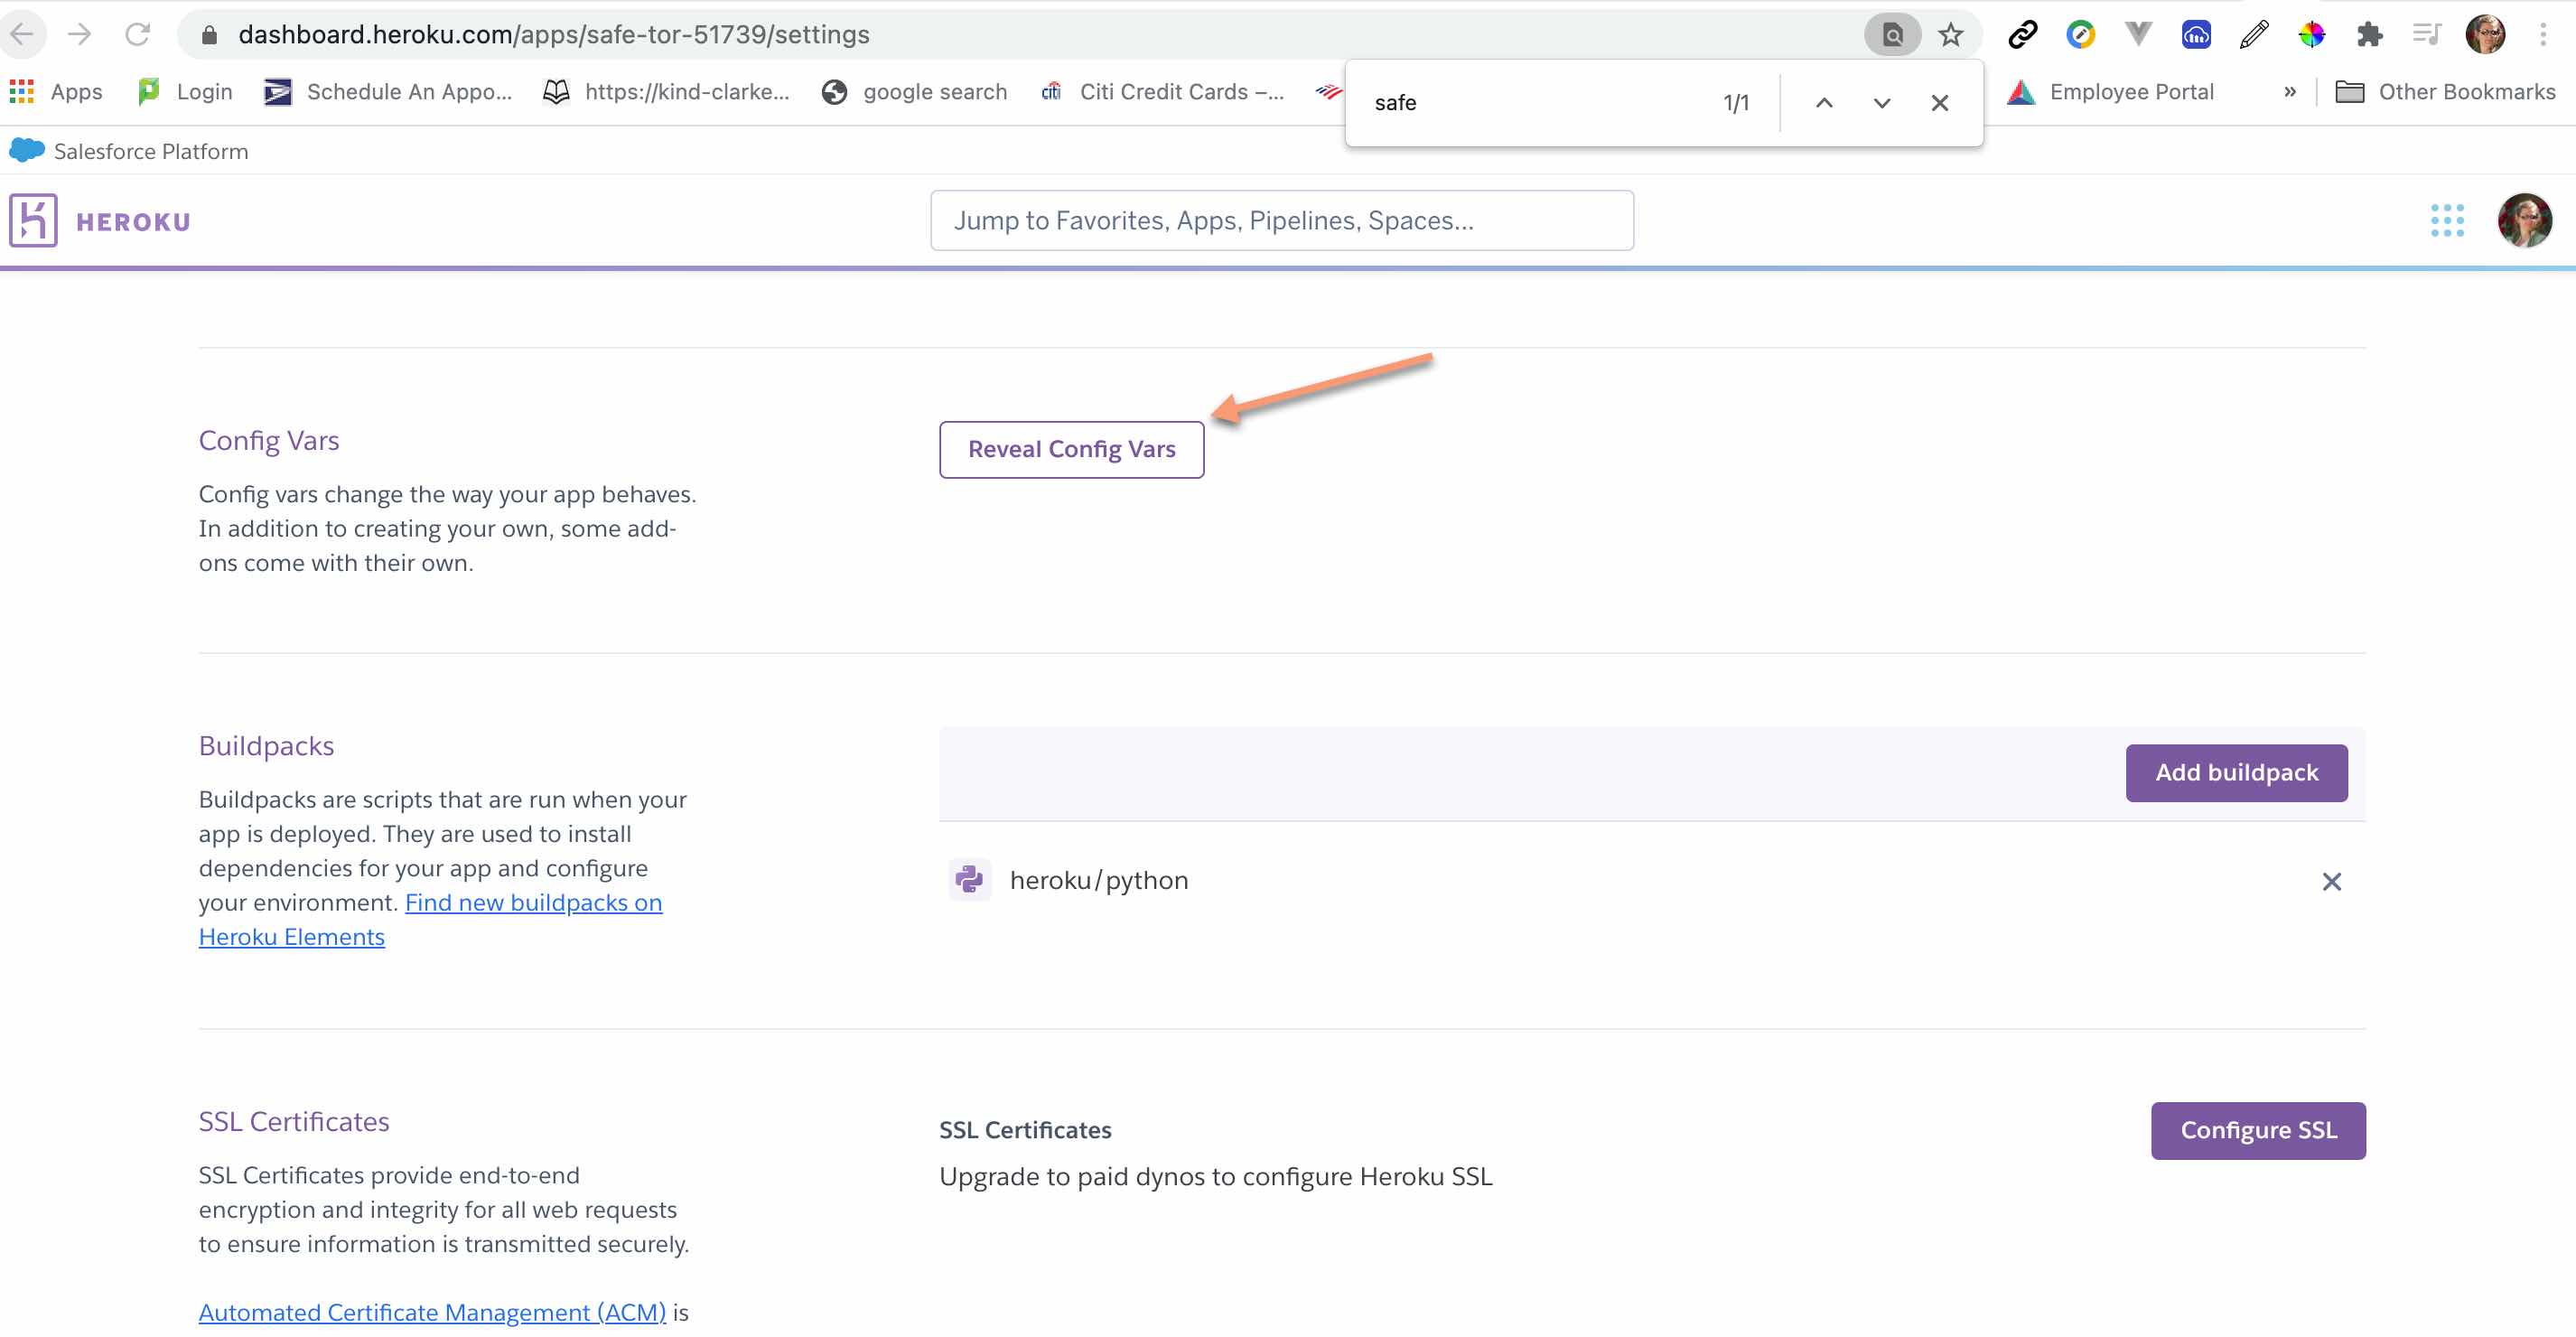 dashboard.heroku.com/apps/safe-tor-51739/settings
Apps
Login
Schedule An Appo...
https://kind-clarke...
google search
citi
Citi Credit Cards –...
safe
1/1
Employee Portal
»
Other Bookmarks
Salesforce Platform
HEROKU
Jump to Favorites, Apps, Pipelines, Spaces...
Config Vars
Reveal Config Vars
Config vars change the way your app behaves.
In addition to creating your own, some add-
ons come with their own.
Buildpacks
Add buildpack
Buildpacks are scripts that are run when your
app is deployed. They are used to install
dependencies for your app and configure
your environment. Find new buildpacks on
Heroku Elements
heroku/python
SSL Certificates
SSL Certificates
Configure SSL
SSL Certificates provide end-to-end
encryption and integrity for all web requests
to ensure information is transmitted securely.
Upgrade to paid dynos to configure Heroku SSL
Automated Certificate Management (ACM) is